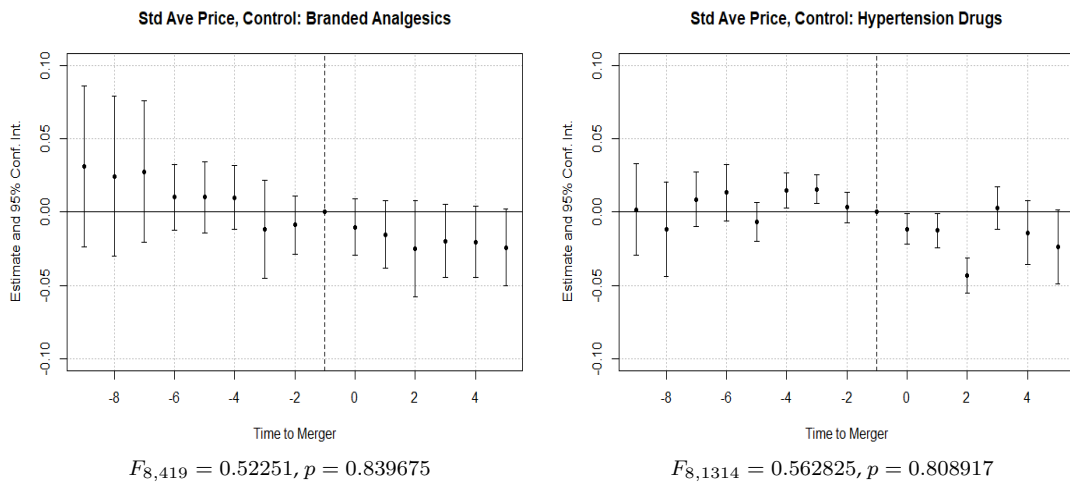 Std Ave Price, Control: Branded Analgesics
Estimate and 95% Conf. Int.
0.10
0.05
0.00
-0.05
-0.10
-8 -6 -4 -2 0 2 4
Time to Merger
F8,419 = 0.52251, p = 0.839675
Std Ave Price, Control: Hypertension Drugs
Estimate and 95% Conf. Int.
0.10
0.05
0.00
-0.05
-0.10
-8 -6 -4 -2 0 2 4
Time to Merger
F8,1314 = 0.562825, p = 0.808917